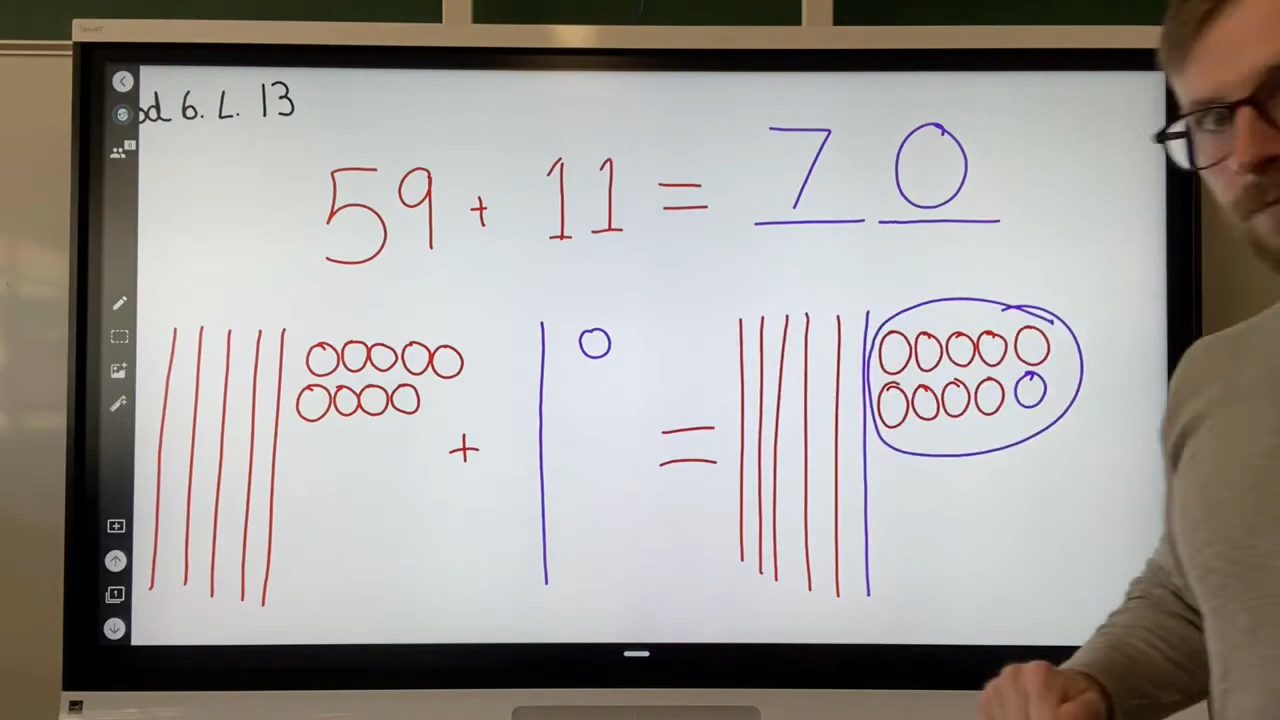 od 6. L. 13
59 + 11 = 70
+ =